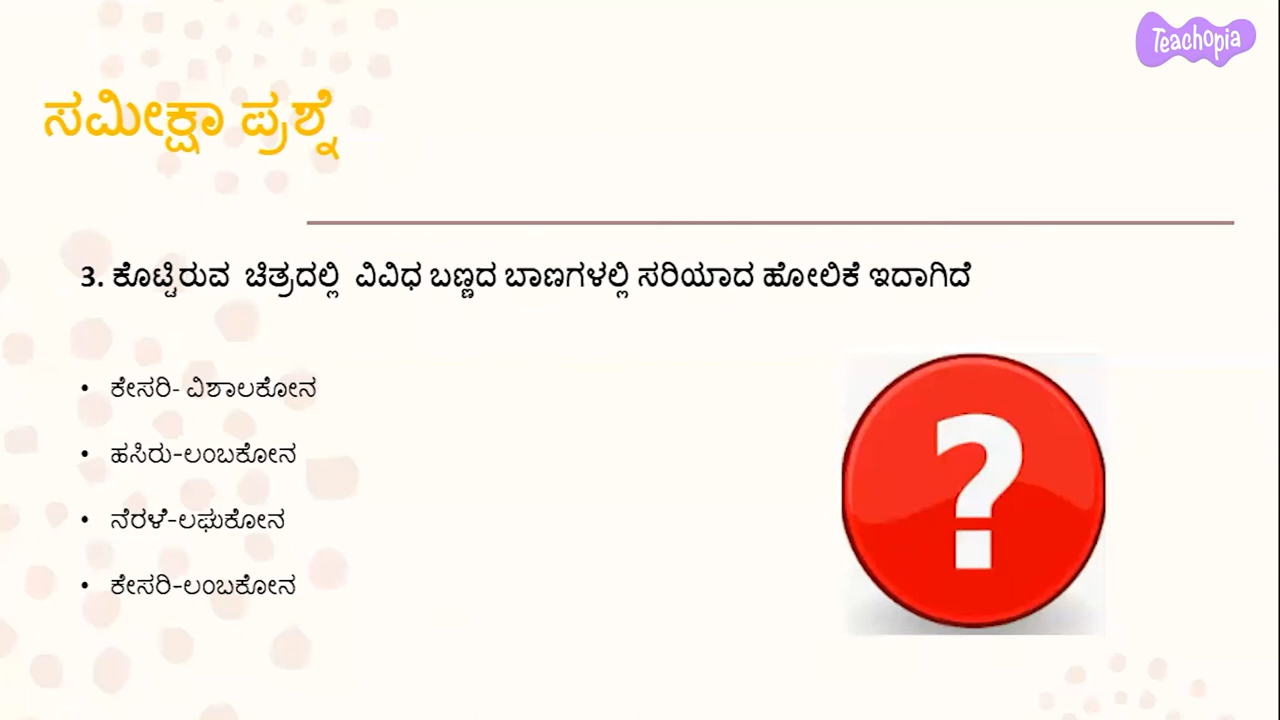 Teachopia
ಸಮೀಕ್ಷಾ ಪ್ರಶ್ನೆ
3. ಕೊಟ್ಟಿರುವ ಚಿತ್ರದಲ್ಲಿ ವಿವಿಧ ಬಣ್ಣದ ಬಾಣಗಳಲ್ಲಿ ಸರಿಯಾದ ಹೋಲಿಕೆ ಇದಾಗಿದೆ
• ಕೇಸರಿ- ವಿಶಾಲಕೋನ
• ಹಸಿರು-ಲಂಬಕೋನ
• ನೆರಳೆ-ಲಘುಕೋನ
• ಕೇಸರಿ-ಲಂಬಕೋನ
?